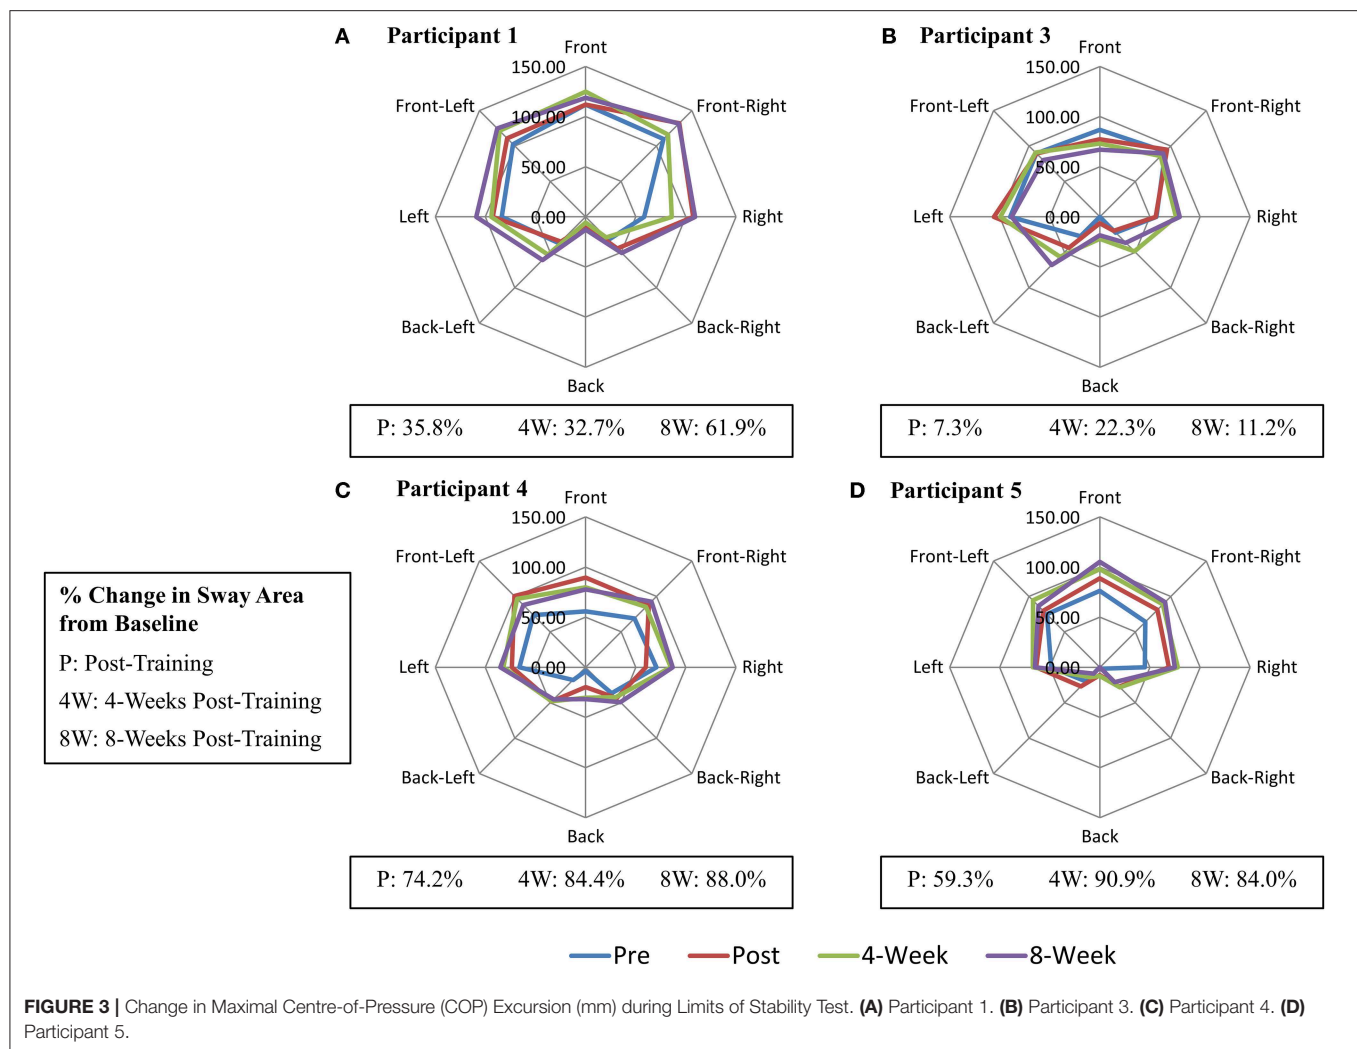 A Participant 1
Front
150.00
Front-Left
Front-Right
100.00
50.00
Left
0.00
Right
Back-Left
Back-Right
Back
P: 35.8% 4W: 32.7% 8W: 61.9%
B Participant 3
Front
150.00
Front-Left
Front-Right
100.00
50.00
Left
0.00
Right
Back-Left
Back-Right
Back
P: 7.3% 4W: 22.3% 8W: 11.2%
% Change in Sway Area
from Baseline
P: Post-Training
4W: 4-Weeks Post-Training
8W: 8-Weeks Post-Training
C Participant 4
Front
150.00
Front-Left
Front-Right
100.00
50.00
Left
0.00
Right
Back-Left
Back-Right
Back
P: 74.2% 4W: 84.4% 8W: 88.0%
D Participant 5
Front
150.00
Front-Left
Front-Right
100.00
50.00
Left
0.00
Right
Back-Left
Back-Right
Back
P: 59.3% 4W: 90.9% 8W: 84.0%
Pre Post 4-Week 8-Week
FIGURE 3 | Change in Maximal Centre-of-Pressure (COP) Excursion (mm) during Limits of Stability Test. (A) Participant 1. (B) Participant 3. (C) Participant 4. (D)
Participant 5.